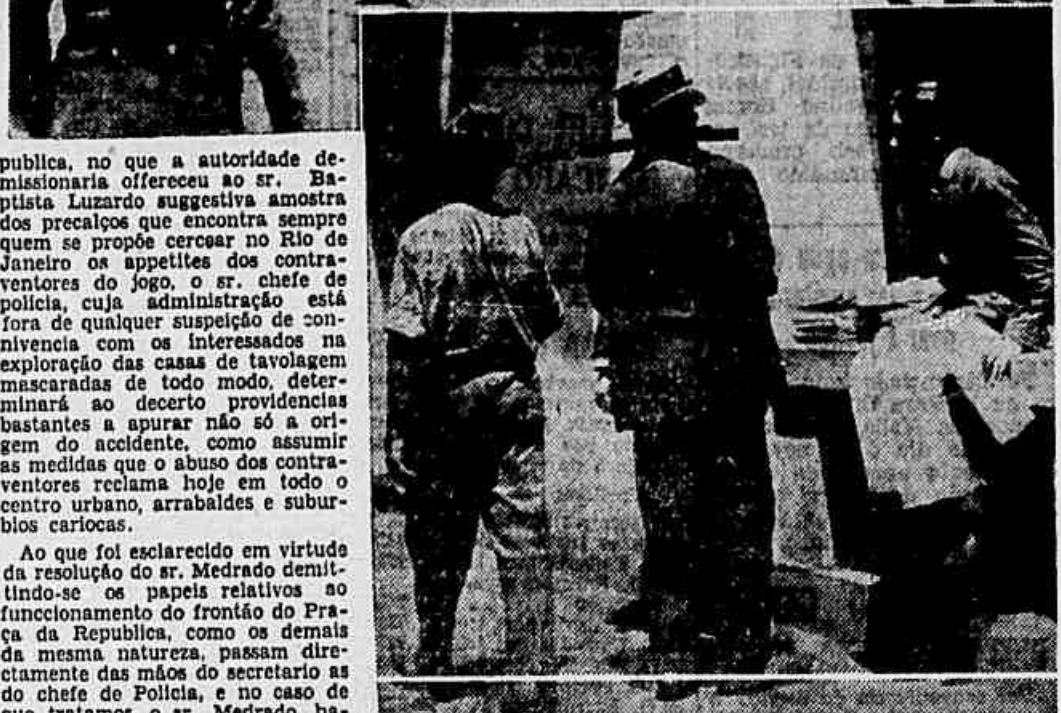 publica, no que a autoridade de-
missionaria offereceu ao sr. Ba-
ptista Luzardo suggestiva amostra
dos precalços que encontra sempre
quem se propõe cercear no Rio de
Janeiro os appetites dos contra-
ventores do jogo, o sr. chefe de
policia, cuja administração está
fora de qualquer suspeição de con-
nivencia com os interessados na
exploração das casas de tavolagem
mascaradas de todo modo, deter-
minará ao decerto providencias
bastantes a apurar não só a ori-
gem do accidente, como assumir
as medidas que o abuso dos contra-
ventores reclama hoje em todo o
centro urbano, arrabaldes e subur-
bios cariocas.
Ao que foi esclarecido em virtude
da resolução do sr. Medrado demit-
tindo-se os papeis relativos ao
funccionamento do frontão do Pra-
ça da Republica, como os demais
da mesma natureza, passam dire-
ctamente das mãos do secretario as
do chefe de Policia, e no caso de
que tratamos o sr. Medrado ha-
VIA